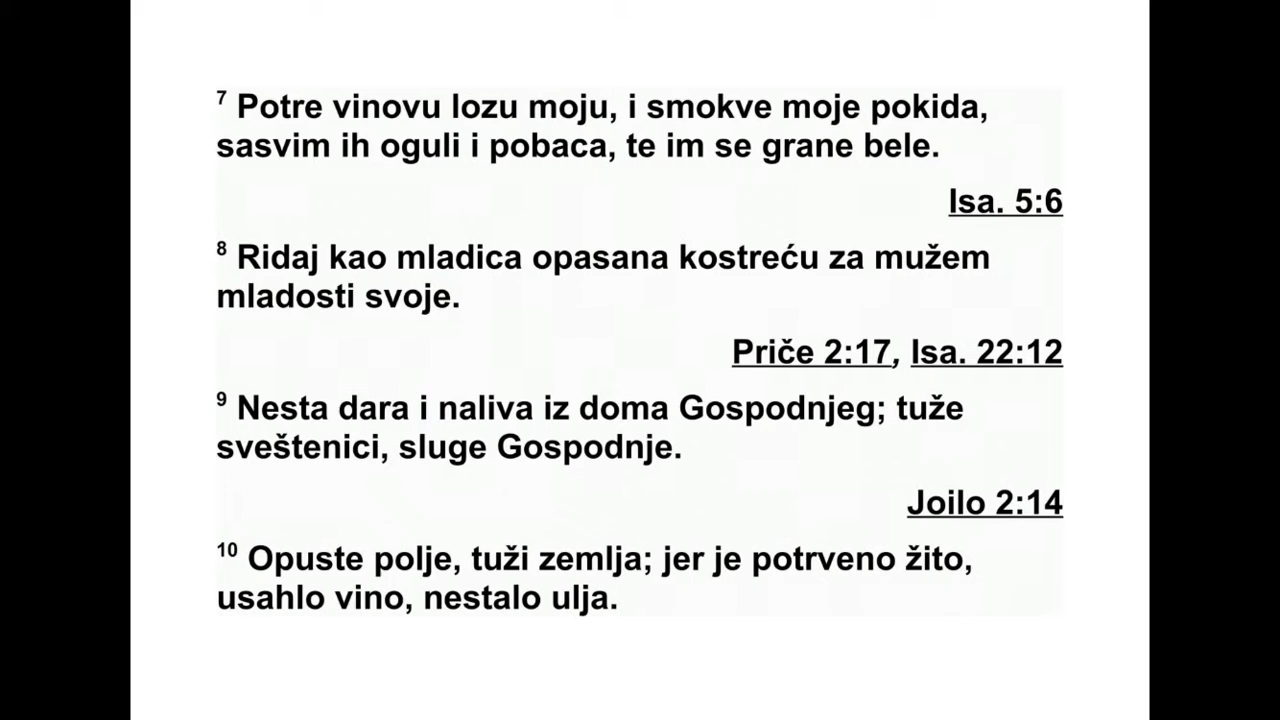 7 Potre vinovu lozu moju, i smokve moje pokida,
sasvim ih oguli i pobaca, te im se grane bele.
Isa. 5:6
8 Ridaj kao mladica opasana kostreću za mužem
mladosti svoje.
Priče 2:17, Isa. 22:12
9 Nesta dara i naliva iz doma Gospodnjeg; tuže
sveštenici, sluge Gospodnje.
Joilo 2:14
10 Opuste polje, tuži zemlja; jer je potrveno žito,
usahlo vino, nestalo ulja.